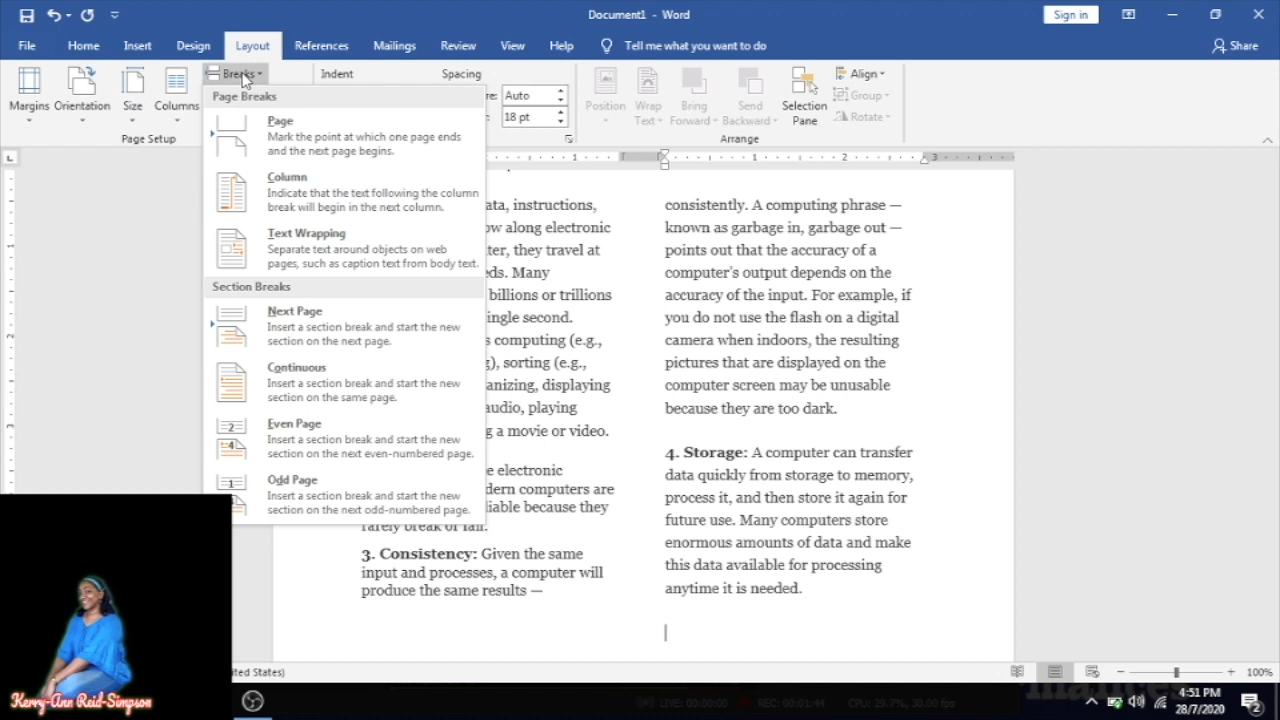 Document1 - Word
Sign in
File Home Insert Design Layout References Mailings Review View Help Tell me what you want to do Share
Breaks Indent Spacing
Margins Orientation Size Columns
Page Setup
Auto
18 pt
Position Wrap Text Bring Forward Send Backward Selection Pane
Align
Group
Rotate
Arrange
Page Breaks
Page
Mark the point at which one page ends
and the next page begins.
Column
Indicate that the text following the column
break will begin in the next column.
Text Wrapping
Separate text around objects on web
pages, such as caption text from body text.
Section Breaks
Next Page
Insert a section break and start the new
section on the next page.
Continuous
Insert a section break and start the new
section on the same page.
Even Page
Insert a section break and start the new
section on the next even-numbered page.
Odd Page
Insert a section break and start the new
section on the next odd-numbered page.
instructions,
along electronic
they travel at
Many
billions or trillions
single second.
computing (e.g.,
sorting (e.g.,
displaying
audio, playing
a movie or video.
electronic
computers are
because they
rarely break or fail.
3. Consistency: Given the same
input and processes, a computer will
produce the same results —
consistently. A computing phrase —
known as garbage in, garbage out —
points out that the accuracy of a
computer's output depends on the
accuracy of the input. For example, if
you do not use the flash on a digital
camera when indoors, the resulting
pictures that are displayed on the
computer screen may be unusable
because they are too dark.
4. Storage: A computer can transfer
data quickly from storage to memory,
process it, and then store it again for
future use. Many computers store
enormous amounts of data and make
this data available for processing
anytime it is needed.
States)
100%
Kerry-Ann Reid-Simpson
LIVE: 00:00:00 REC: 00:01:44 CPU: 29.7%, 30.00 fps
4:51 PM
28/7/2020